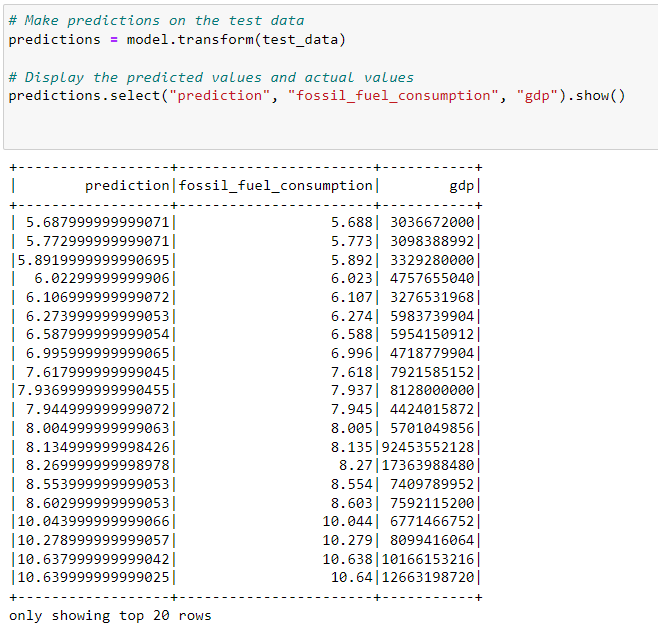 # Make predictions on the test data
predictions = model.transform(test_data)
# Display the predicted values and actual values
predictions.select("prediction", "fossil_fuel_consumption", "gdp").show()
+------------------+-----------------------+-----------+
|        prediction|fossil_fuel_consumption|        gdp|
+------------------+-----------------------+-----------+
| 5.687999999999071|                  5.688| 3036672000|
| 5.772999999999071|                  5.773| 3098388992|
|5.8919999999990695|                  5.892| 3329280000|
|  6.02299999999906|                  6.023| 4757655040|
| 6.106999999999072|                  6.107| 3276531968|
| 6.273999999999053|                  6.274| 5983739904|
| 6.587999999999054|                  6.588| 5954150912|
| 6.995999999999065|                  6.996| 4718779904|
| 7.617999999999045|                  7.618| 7921585152|
|7.9369999999990455|                  7.937| 8128000000|
| 7.944999999999072|                  7.945| 4424015872|
| 8.004999999999063|                  8.005| 5701049856|
| 8.134999999998426|                  8.135|92453552128|
| 8.269999999998978|                   8.27|17363988480|
| 8.553999999999053|                  8.554| 7409789952|
| 8.602999999999053|                  8.603| 7592115200|
|10.043999999999066|                 10.044| 6771466752|
|10.278999999999057|                 10.279| 8099416064|
|10.637999999999042|                 10.638|10166153216|
|10.639999999999025|                  10.64|12663198720|
+------------------+-----------------------+-----------+
only showing top 20 rows